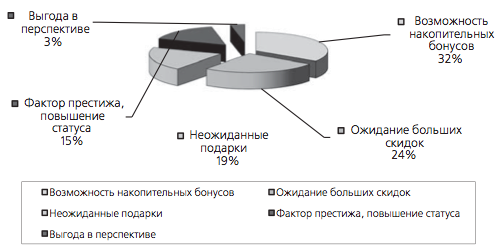 Выгода в
перспективе
3%
Возможность
накопительных
бонусов
32%
Фактор престижа,
повышение
статуса
15%
Неожиданные
подарки
19%
Ожидание больших
скидок
24%
Возможность накопительных бонусов
Ожидание больших скидок
Неожиданные подарки
Фактор престижа, повышение статуса
Выгода в перспективе